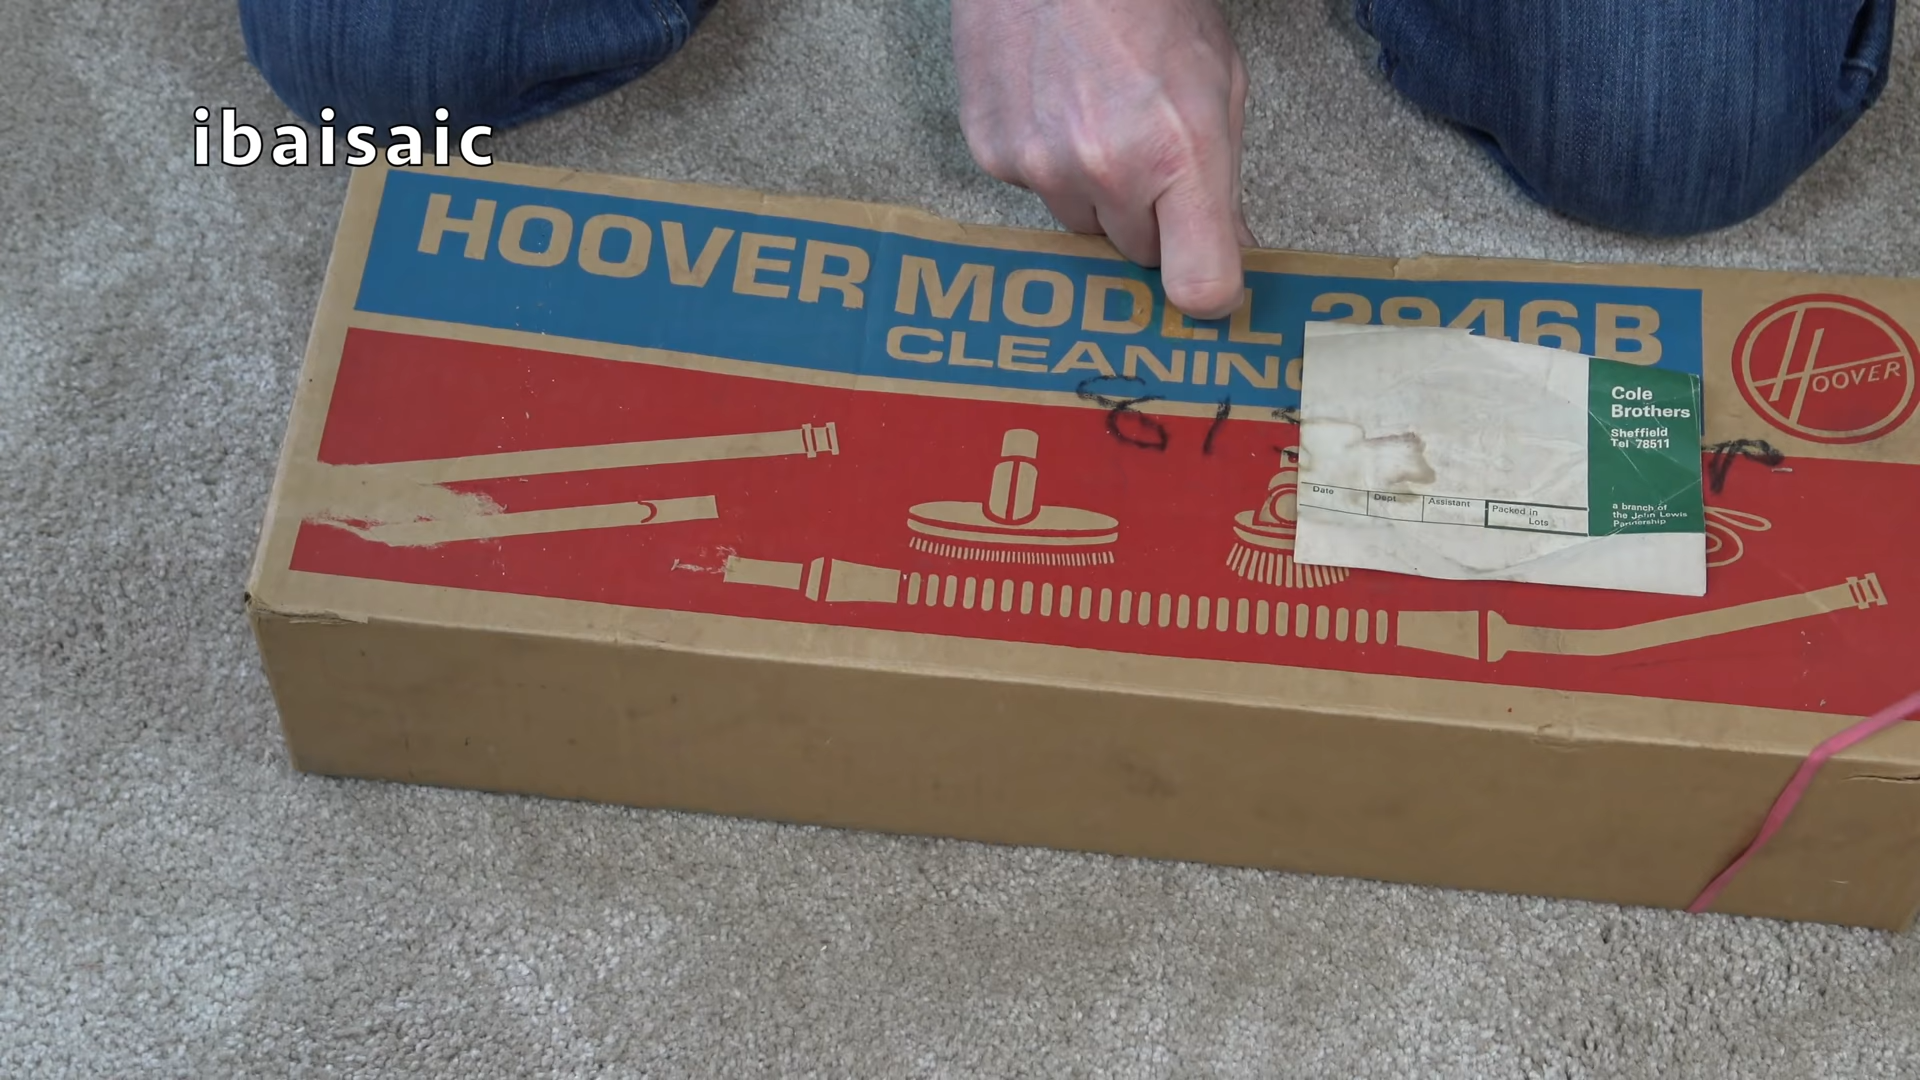 ibaisaic
HOOVER MODEL 2946B
CLEANING
HOOVER
Cole
Brothers
Sheffield
Tel 78511
Date
Dept
Assistant
Packed in
Lots
a branch of
the John Lewis
Partnership